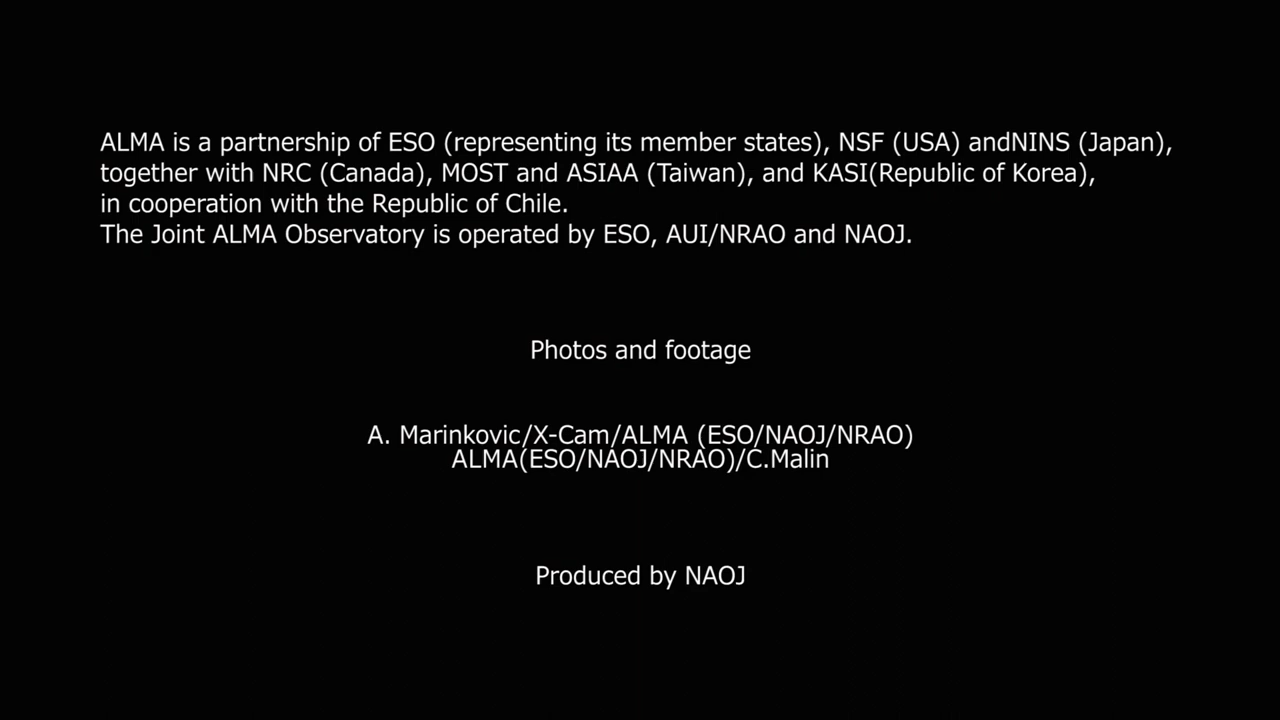 ALMA is a partnership of ESO (representing its member states), NSF (USA) andNINS (Japan),
together with NRC (Canada), MOST and ASIAA (Taiwan), and KASI(Republic of Korea),
in cooperation with the Republic of Chile.
The Joint ALMA Observatory is operated by ESO, AUI/NRAO and NAOJ.
Photos and footage
A. Marinkovic/X-Cam/ALMA (ESO/NAOJ/NRAO)
ALMA(ESO/NAOJ/NRAO)/C.Malin
Produced by NAOJ